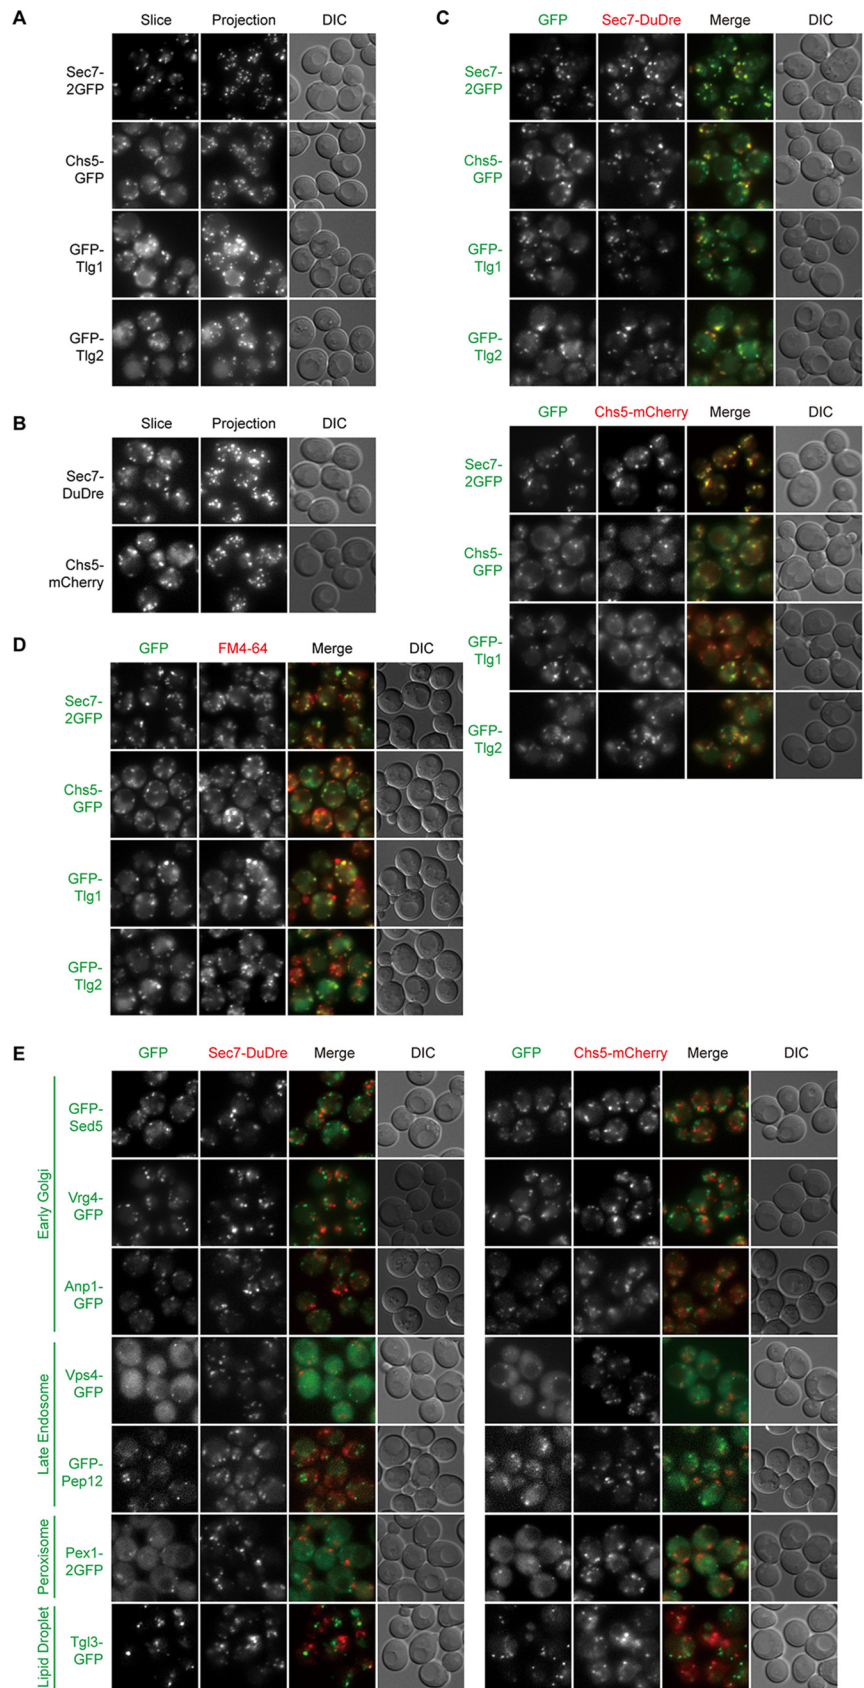 A
Slice Projection DIC
Sec7-
2GFP
Chs5-
GFP
GFP-
Tlg1
GFP-
Tlg2
B
Slice Projection DIC
Sec7-
DuDre
Chs5-
mCherry
C
GFP Sec7-DuDre Merge DIC
Sec7-
2GFP
Chs5-
GFP
GFP-
Tlg1
GFP-
Tlg2
GFP Chs5-mCherry Merge DIC
Sec7-
2GFP
Chs5-
GFP
GFP-
Tlg1
GFP-
Tlg2
D
GFP FM4-64 Merge DIC
Sec7-
2GFP
Chs5-
GFP
GFP-
Tlg1
GFP-
Tlg2
E
GFP Sec7-DuDre Merge DIC GFP Chs5-mCherry Merge DIC
Early Golgi
GFP-
Sed5
Vrg4-
GFP
Anp1-
GFP
Late Endosome
Vps4-
GFP
GFP-
Pep12
Peroxisome
Pex1-
2GFP
Lipid Droplet
Tgl3-
GFP